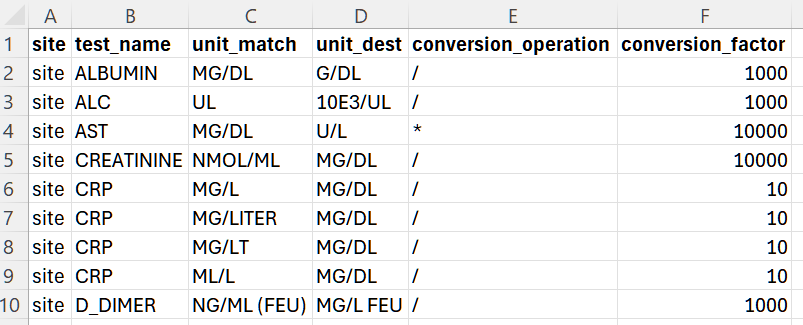 A B C D E F
1 site test_name unit_match unit_dest conversion_operation conversion_factor
2 site ALBUMIN MG/DL G/DL / 1000
3 site ALC UL 10E3/UL / 1000
4 site AST MG/DL U/L * 10000
5 site CREATININE NMOL/ML MG/DL / 10000
6 site CRP MG/L MG/DL / 10
7 site CRP MG/LITER MG/DL / 10
8 site CRP MG/LT MG/DL / 10
9 site CRP ML/L MG/DL / 10
10 site D_DIMER NG/ML (FEU) MG/L FEU / 1000